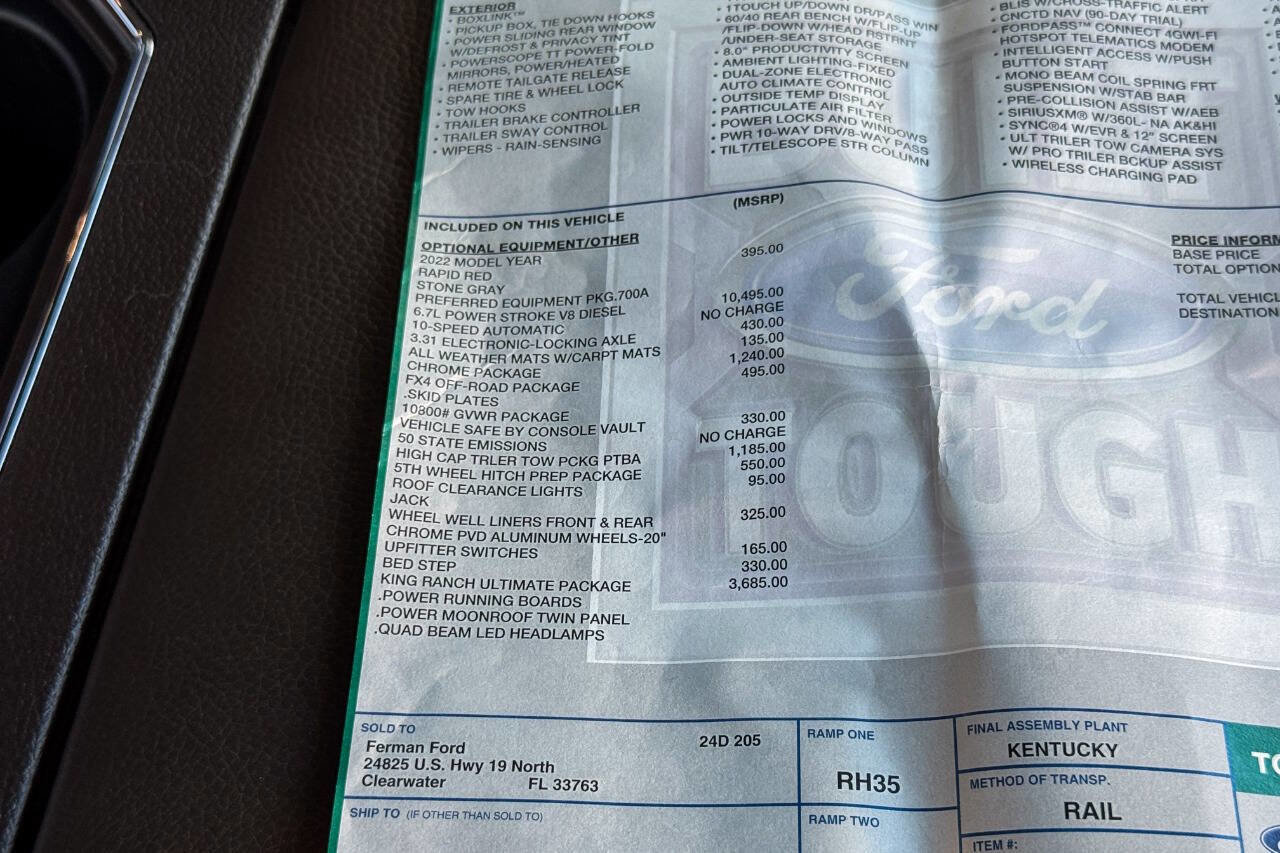 EXTERIOR
• BOXLINK™
• PICKUP BOX, TIE DOWN HOOKS
• POWER SLIDING REAR WINDOW
W/DEFROST & PRIVACY TINT
• POWERSCOPE TT POWER-FOLD
MIRRORS, POWER/HEATED
• REMOTE TAILGATE RELEASE
• SPARE TIRE & WHEEL LOCK
• TOW HOOKS
• TRAILER BRAKE CONTROLLER
• TRAILER SWAY CONTROL
• WIPERS - RAIN-SENSING
• TOUCH UP/DOWN DR/PASS WIN
• 60/40 REAR BENCH W/FLIP-UP
/FLIP-DOWN W/HEAD RSTRNT
/UNDER-SEAT STORAGE
• 8.0" PRODUCTIVITY SCREEN
• AMBIENT LIGHTING-FIXED
• DUAL-ZONE ELECTRONIC
AUTO CLIMATE CONTROL
• OUTSIDE TEMP DISPLAY
• PARTICULATE AIR FILTER
• POWER LOCKS AND WINDOWS
• PWR 10-WAY DRV/8-WAY PASS
• TILT/TELESCOPE STR COLUMN
• BLIS W/CROSS-TRAFFIC ALERT
• CNCTD NAV (90-DAY TRIAL)
• FORDPASS™ CONNECT 4GWI-FI
HOTSPOT TELEMATICS MODEM
• INTELLIGENT ACCESS W/PUSH
BUTTON START
• MONO BEAM COIL SPRING FRT
SUSPENSION W/STAB BAR
• PRE-COLLISION ASSIST W/AEB
• SIRIUSXM® W/360L- NA AK&HI
• SYNC®4 W/EVR & 12" SCREEN
• ULT TRILER TOW CAMERA SYS
W/ PRO TRILER BCKUP ASSIST
• WIRELESS CHARGING PAD
INCLUDED ON THIS VEHICLE (MSRP)
OPTIONAL EQUIPMENT/OTHER
2022 MODEL YEAR
RAPID RED 395.00
STONE GRAY
PREFERRED EQUIPMENT PKG.700A
6.7L POWER STROKE V8 DIESEL 10,495.00
10-SPEED AUTOMATIC NO CHARGE
3.31 ELECTRONIC-LOCKING AXLE 430.00
ALL WEATHER MATS W/CARPT MATS 135.00
CHROME PACKAGE 1,240.00
FX4 OFF-ROAD PACKAGE 495.00
.SKID PLATES
10800# GVWR PACKAGE
VEHICLE SAFE BY CONSOLE VAULT 330.00
50 STATE EMISSIONS NO CHARGE
HIGH CAP TRLER TOW PCKG PTBA 1,185.00
5TH WHEEL HITCH PREP PACKAGE 550.00
ROOF CLEARANCE LIGHTS 95.00
JACK
WHEEL WELL LINERS FRONT & REAR 325.00
CHROME PVD ALUMINUM WHEELS-20"
UPFITTER SWITCHES 165.00
BED STEP 330.00
KING RANCH ULTIMATE PACKAGE 3,685.00
.POWER RUNNING BOARDS
.POWER MOONROOF TWIN PANEL
.QUAD BEAM LED HEADLAMPS
Ford
TOUGH
PRICE INFORM
BASE PRICE
TOTAL OPTION
TOTAL VEHICL
DESTINATION
SOLD TO
Ferman Ford 24D 205
24825 U.S. Hwy 19 North
Clearwater FL 33763
SHIP TO (IF OTHER THAN SOLD TO)
RAMP ONE
RH35
RAMP TWO
FINAL ASSEMBLY PLANT
KENTUCKY
METHOD OF TRANSP.
RAIL
ITEM #: